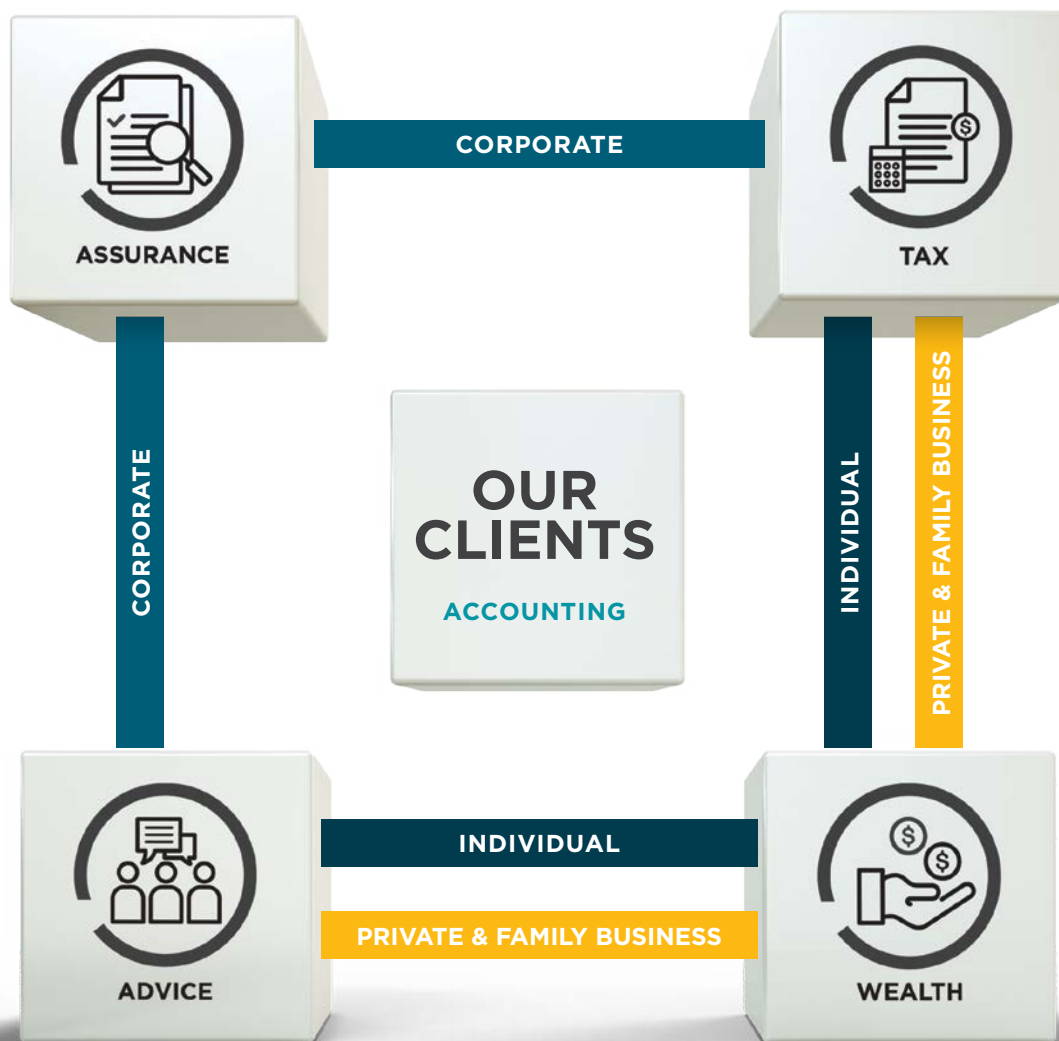 CORPORATE
ASSURANCE
TAX
CORPORATE
OUR
CLIENTS
ACCOUNTING
INDIVIDUAL
PRIVATE & FAMILY BUSINESS
INDIVIDUAL
PRIVATE & FAMILY BUSINESS
ADVICE
WEALTH